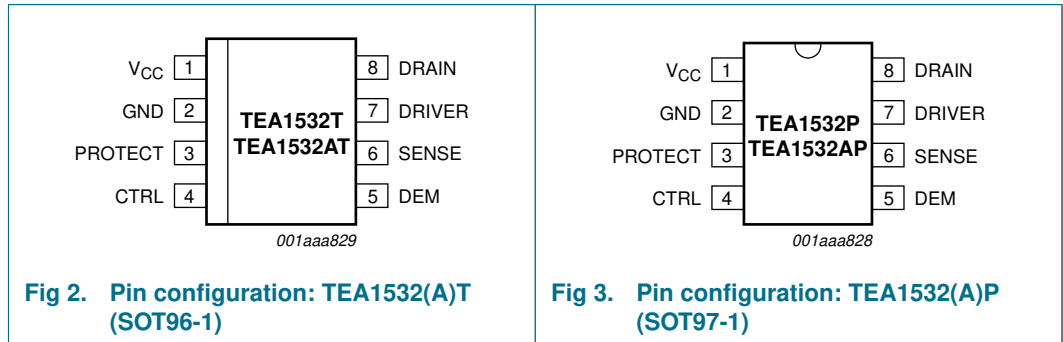 V_CC 1
8 DRAIN
GND 2
7 DRIVER
TEA1532T
TEA1532AT
PROTECT 3
6 SENSE
CTRL 4
5 DEM
001aaa829
Fig 2. Pin configuration: TEA1532(A)T
(SOT96-1)
V_CC 1
8 DRAIN
GND 2
7 DRIVER
TEA1532P
TEA1532AP
PROTECT 3
6 SENSE
CTRL 4
5 DEM
001aaa828
Fig 3. Pin configuration: TEA1532(A)P
(SOT97-1)